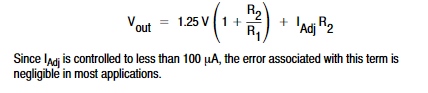 Vout = 1.25 V (1 + R2/R1) + IAdj R2
Since IAdj is controlled to less than 100 μA, the error associated with this term is
negligible in most applications.